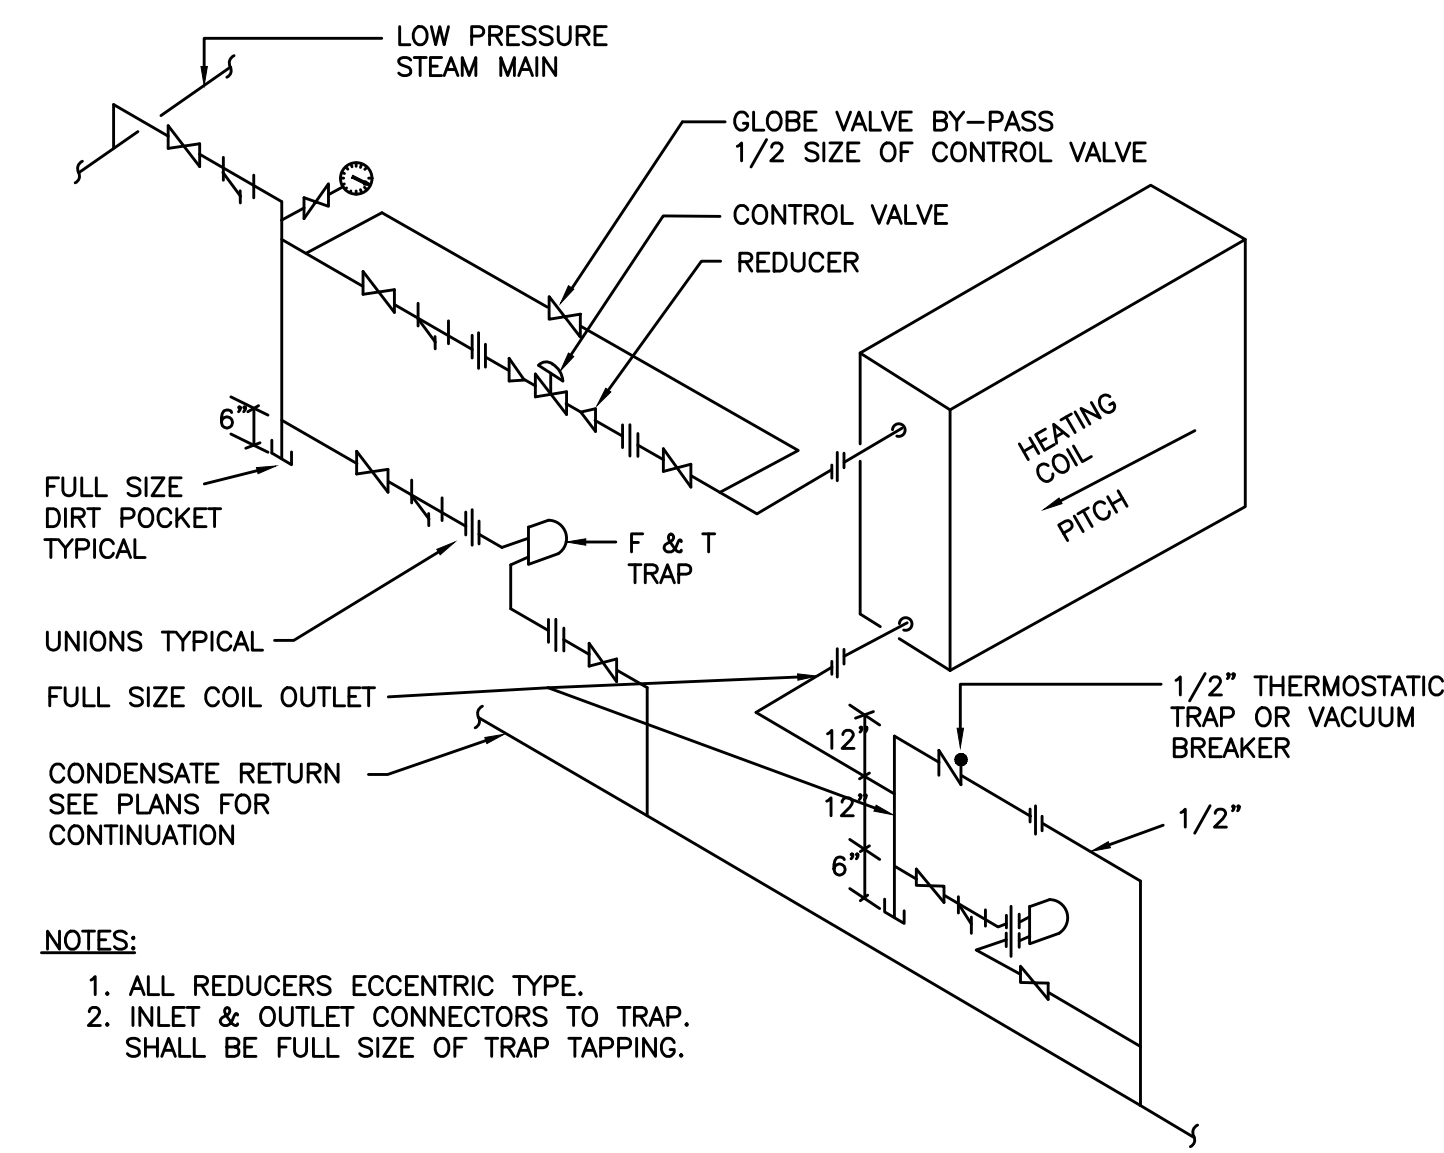 LOW PRESSURE
STEAM MAIN
GLOBE VALVE BY-PASS
1/2 SIZE OF CONTROL VALVE
CONTROL VALVE
REDUCER
HEATING
COIL
PITCH
6"
FULL SIZE
DIRT POCKET
TYPICAL
F & T
TRAP
UNIONS TYPICAL
FULL SIZE COIL OUTLET
1/2" THERMOSTATIC
TRAP OR VACUUM
BREAKER
12"
12"
6"
1/2"
CONDENSATE RETURN
SEE PLANS FOR
CONTINUATION
NOTES:
1. ALL REDUCERS ECCENTRIC TYPE.
2. INLET & OUTLET CONNECTORS TO TRAP.
SHALL BE FULL SIZE OF TRAP TAPPING.